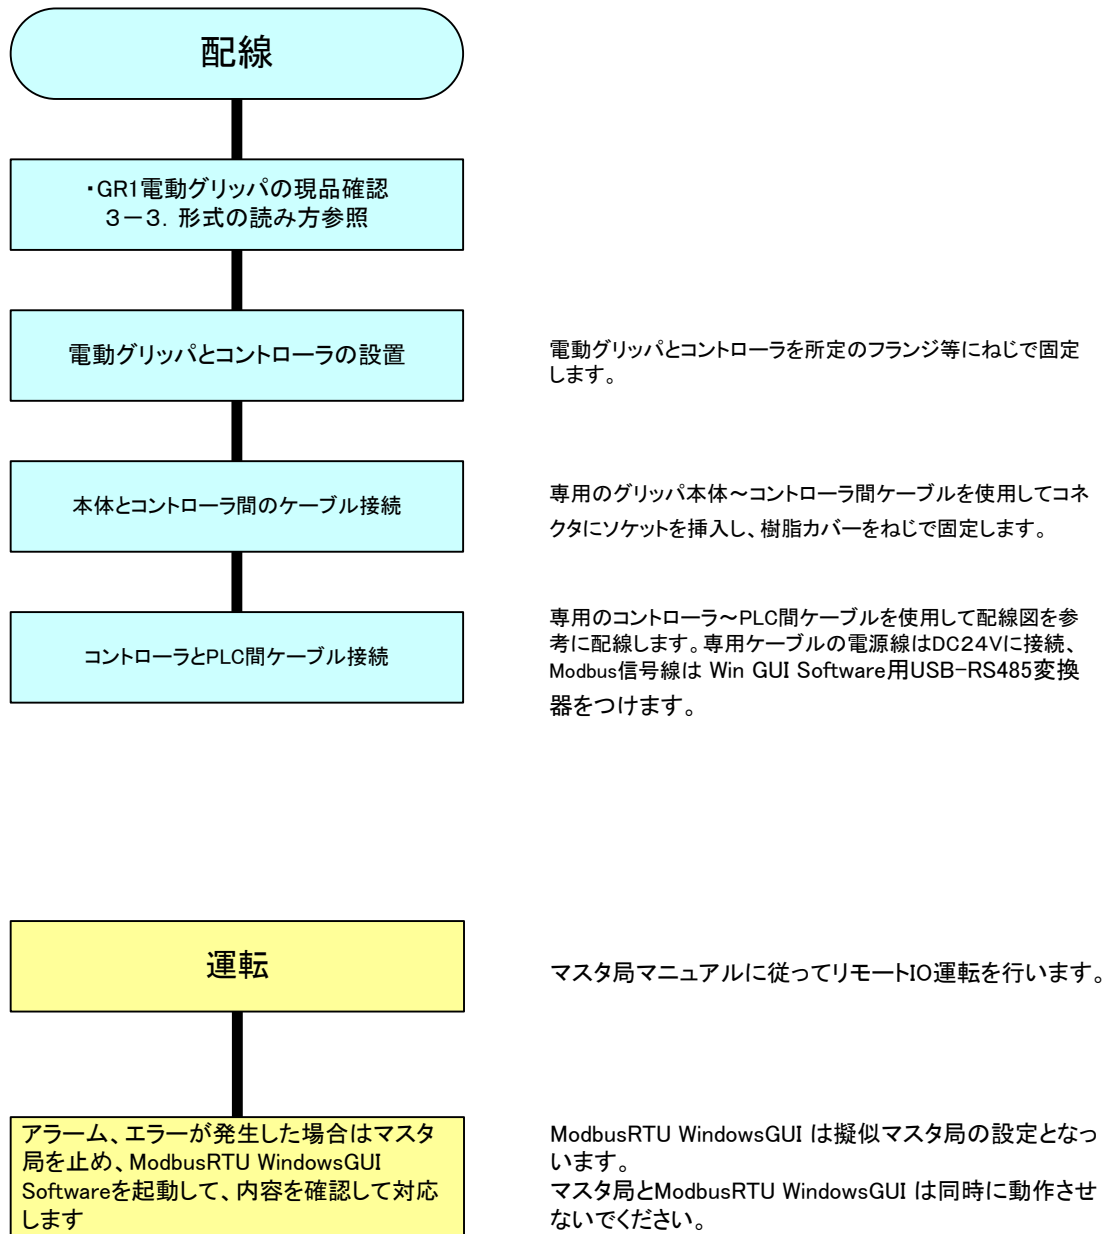 配線
・GR1電動グリッパの現品確認
３－３．形式の読み方参照
電動グリッパとコントローラの設置
電動グリッパとコントローラを所定のフランジ等にねじで固定
します。
本体とコントローラ間のケーブル接続
専用のグリッパ本体～コントローラ間ケーブルを使用してコネ
クタにソケットを挿入し、樹脂カバーをねじで固定します。
コントローラとPLC間ケーブル接続
専用のコントローラ～PLC間ケーブルを使用して配線図を参
考に配線します。専用ケーブルの電源線はDC24Vに接続、
Modbus信号線は Win GUI Software用USB-RS485変換
器をつけます。
運転
マスタ局マニュアルに従ってリモートIO運転を行います。
アラーム、エラーが発生した場合はマスタ
局を止め、ModbusRTU WindowsGUI
Softwareを起動して、内容を確認して対応
します
ModbusRTU WindowsGUI は擬似マスタ局の設定となっ
います。
マスタ局とModbusRTU WindowsGUI は同時に動作させ
ないでください。